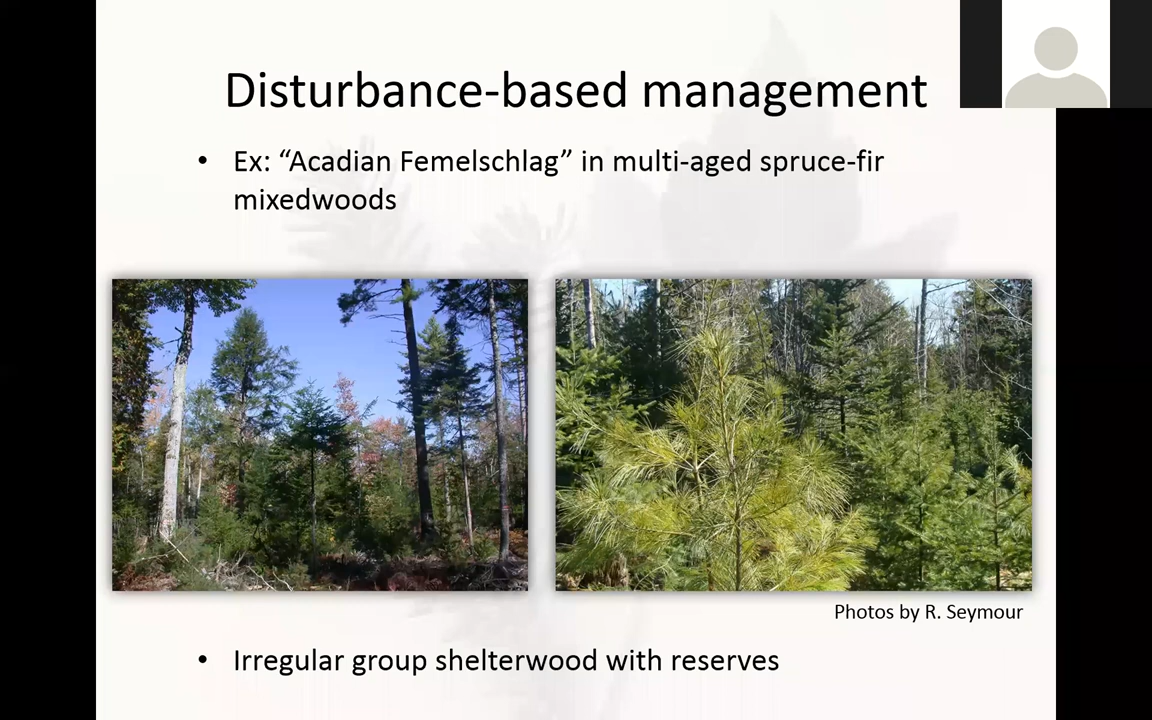 Disturbance-based management
• Ex: “Acadian Femelschlag” in multi-aged spruce-fir
mixedwoods
Photos by R. Seymour
• Irregular group shelterwood with reserves